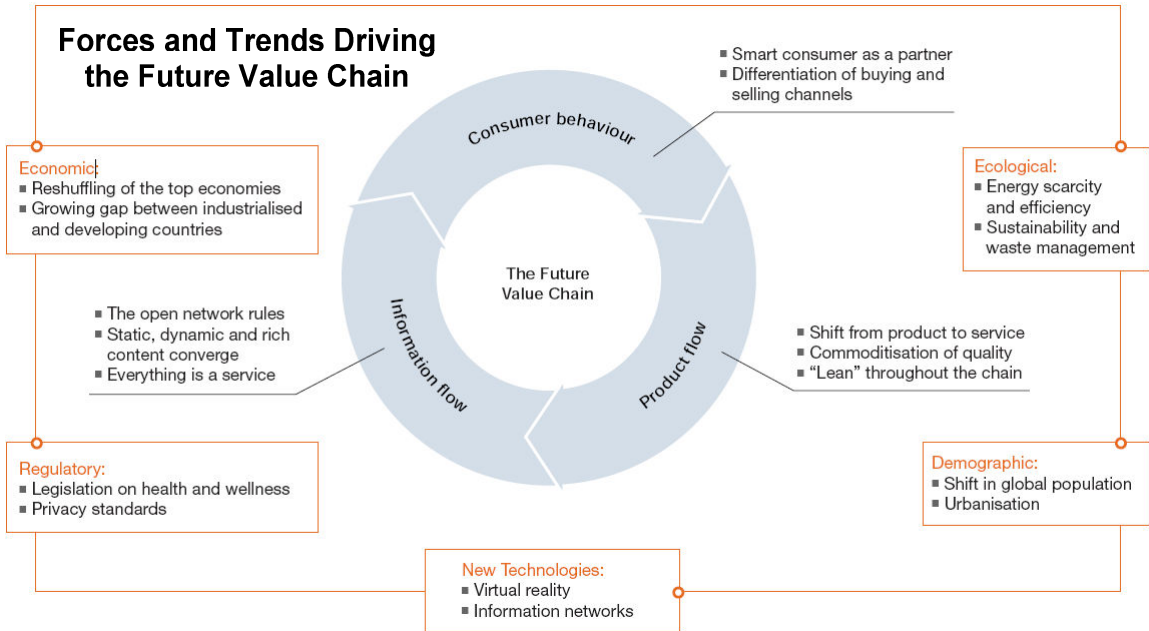 Forces and Trends Driving
the Future Value Chain
■ Smart consumer as a partner
■ Differentiation of buying and
selling channels
Consumer behaviour
Economic:
■ Reshuffling of the top economies
■ Growing gap between industrialised
and developing countries
Ecological:
■ Energy scarcity
and efficiency
■ Sustainability and
waste management
The Future
Value Chain
■ The open network rules
■ Static, dynamic and rich
content converge
■ Everything is a service
Information flow
Product flow
■ Shift from product to service
■ Commoditisation of quality
■ “Lean” throughout the chain
Regulatory:
■ Legislation on health and wellness
■ Privacy standards
Demographic:
■ Shift in global population
■ Urbanisation
New Technologies:
■ Virtual reality
■ Information networks